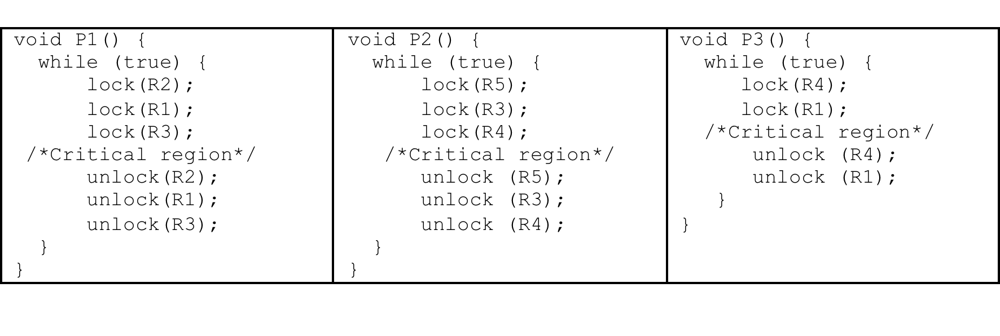 void P1() {
while (true) {
lock(R2);
lock(R1);
lock(R3);
/*Critical region*/
unlock(R2);
unlock(R1);
unlock(R3);
}
}
void P2() {
while (true) {
lock(R5);
lock(R3);
lock(R4);
/*Critical region*/
unlock (R5);
unlock (R3);
unlock (R4);
}
}
void P3() {
while (true) {
lock(R4);
lock(R1);
/*Critical region*/
unlock (R4);
unlock (R1);
}
}